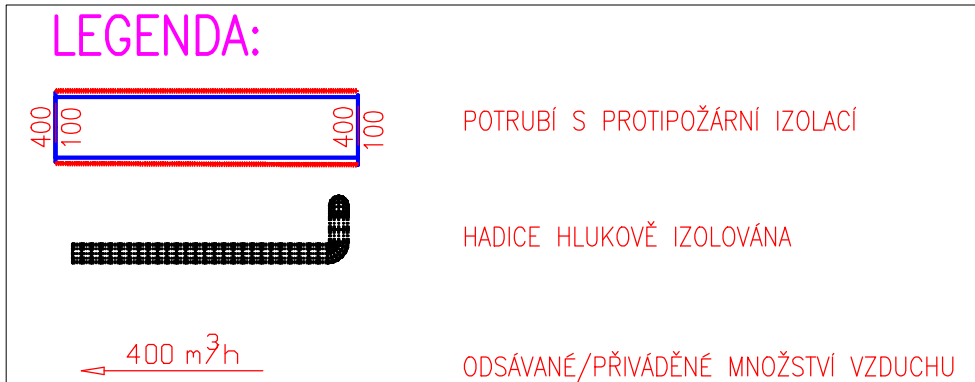 LEGENDA:
400 100 400 100 POTRUBÍ S PROTIPOŽÁRNÍ IZOLACÍ
HADICE HLUKOVĚ IZOLOVÁNA
400 m³/h ODSÁVANÉ/PŘIVÁDĚNÉ MNOŽSTVÍ VZDUCHU